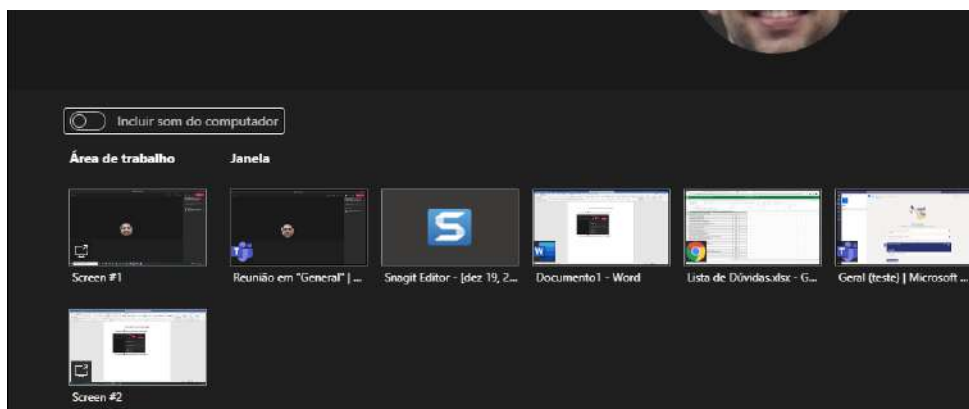 Incluir som do computador
Área de trabalho
Janela
Screen #1
Reunião em "General" | ...
Snagit Editor - [dez 19, 2...
Documento1 - Word
Lista de Dúvidas.xlsx - G...
Geral (teste) | Microsoft ...
Screen #2